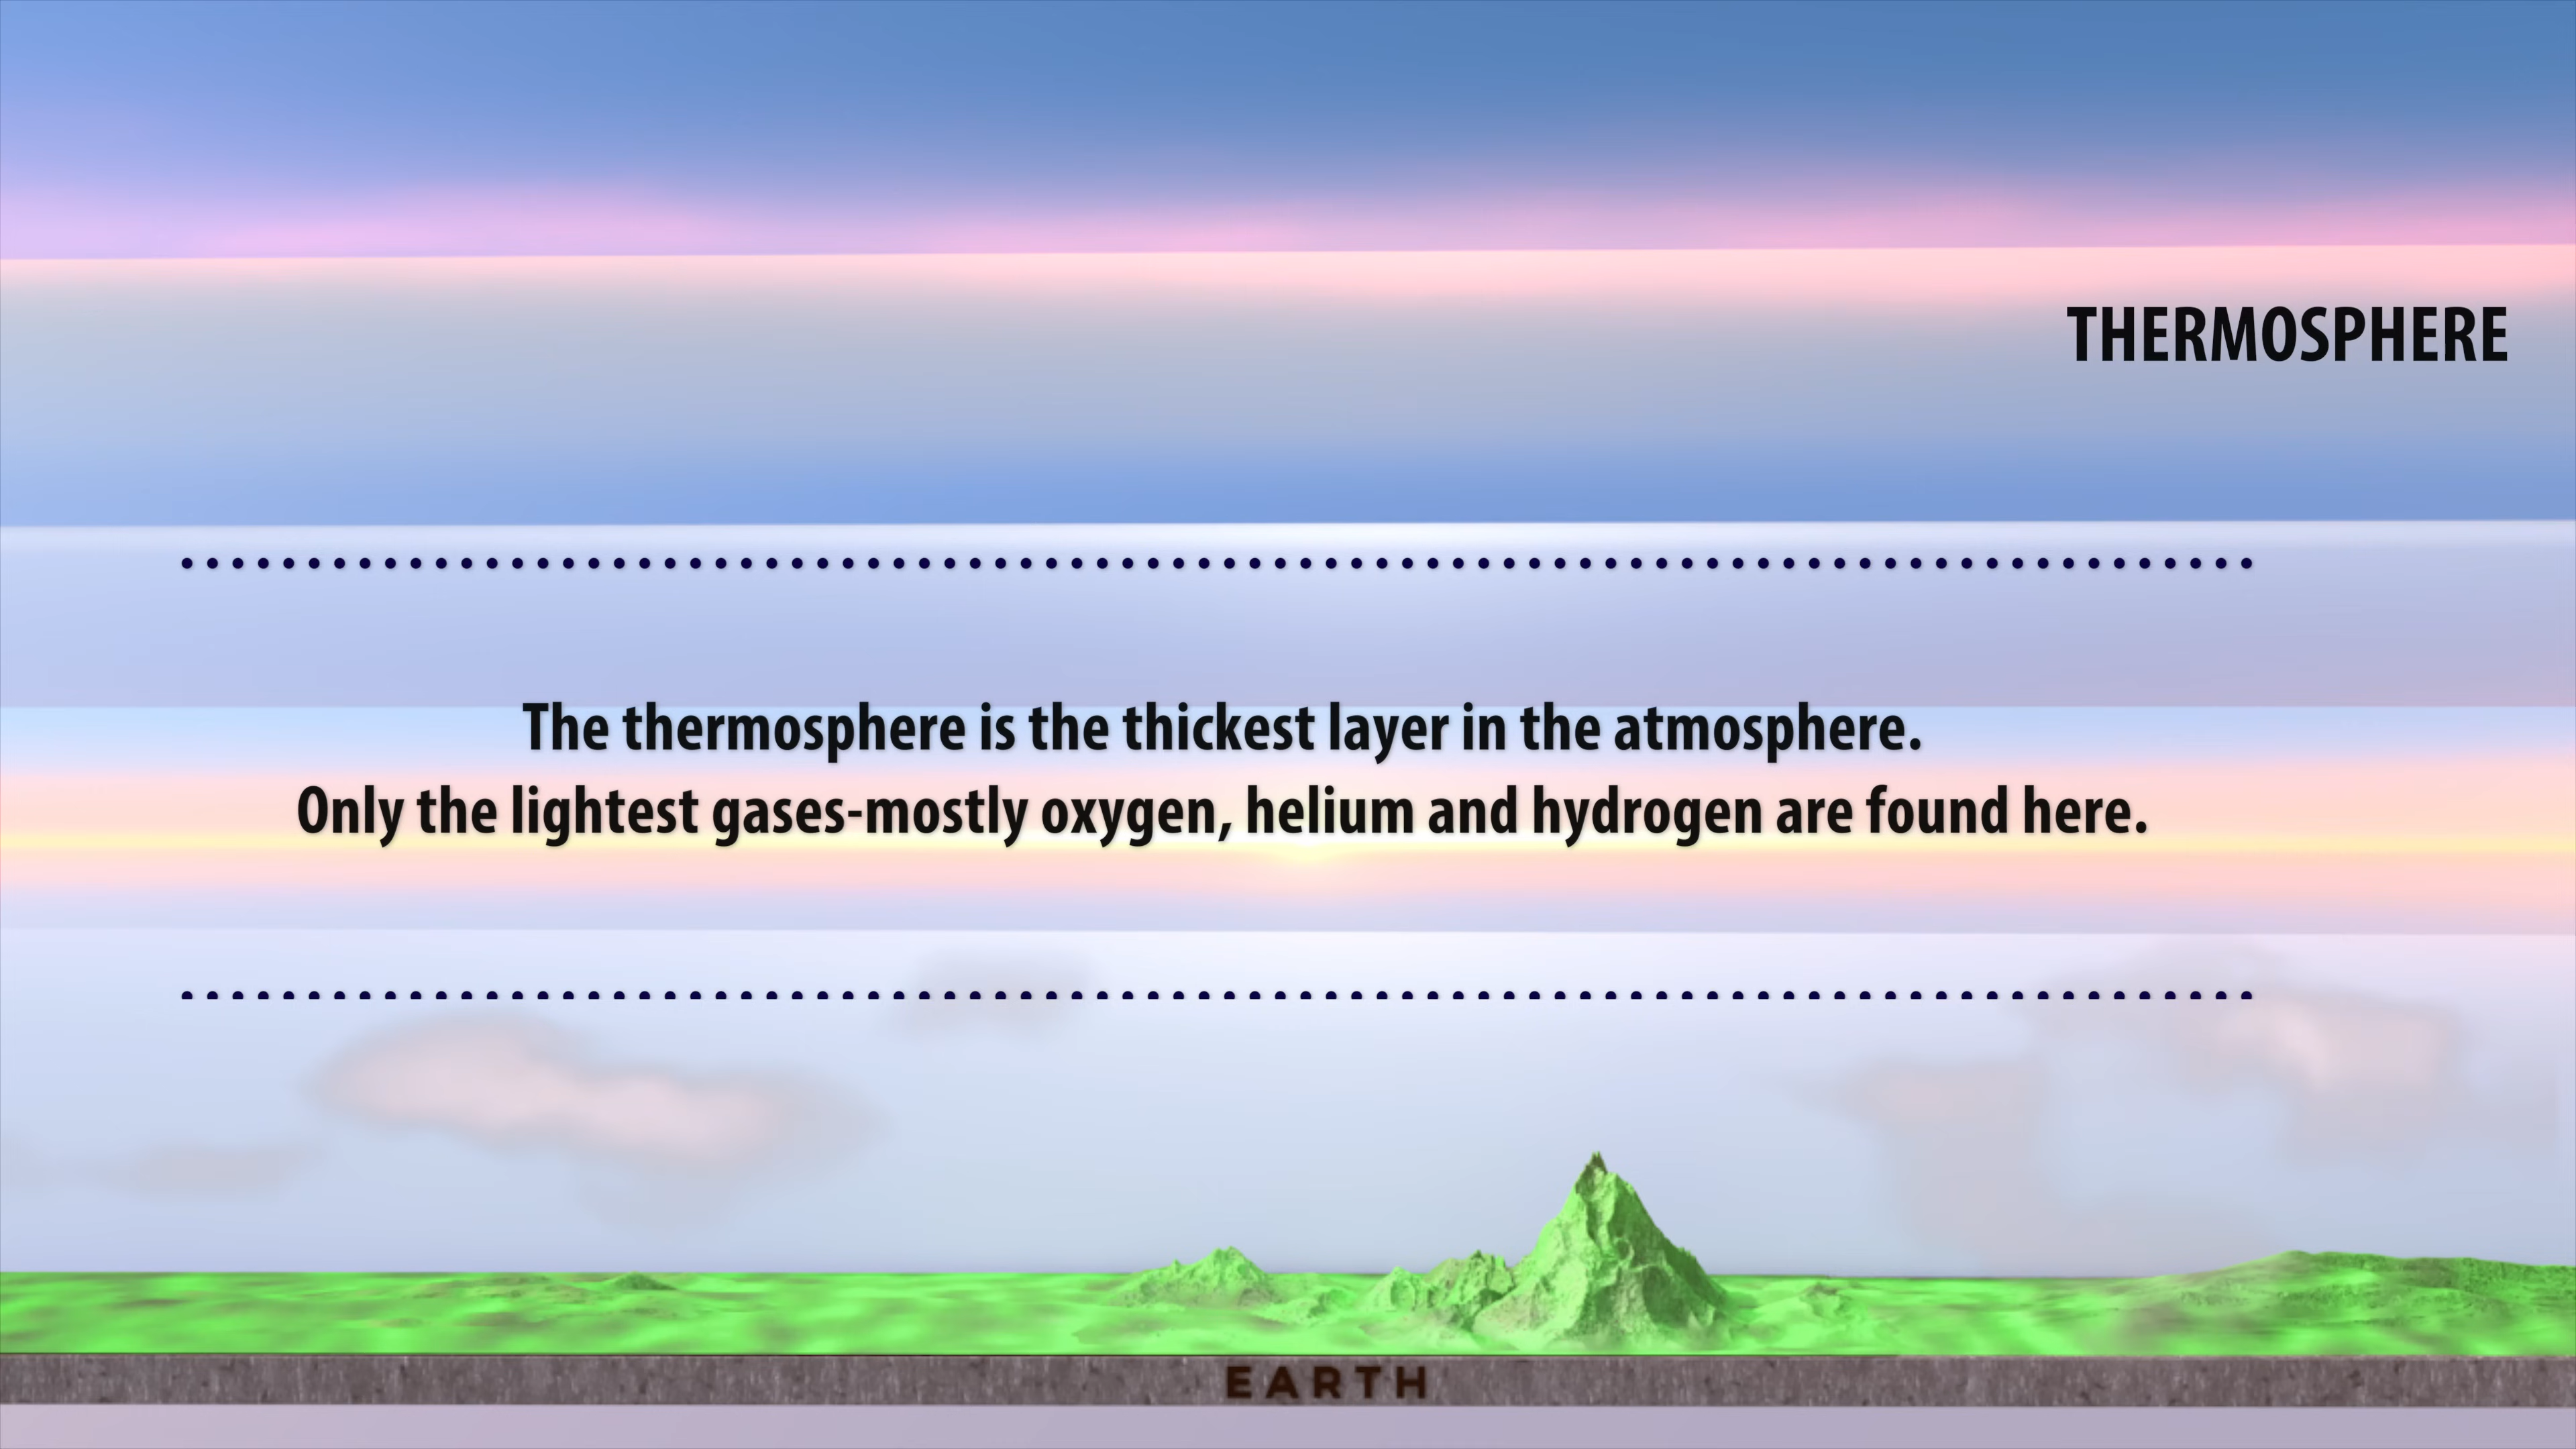 THERMOSPHERE
The thermosphere is the thickest layer in the atmosphere.
Only the lightest gases-mostly oxygen, helium and hydrogen are found here.
EARTH